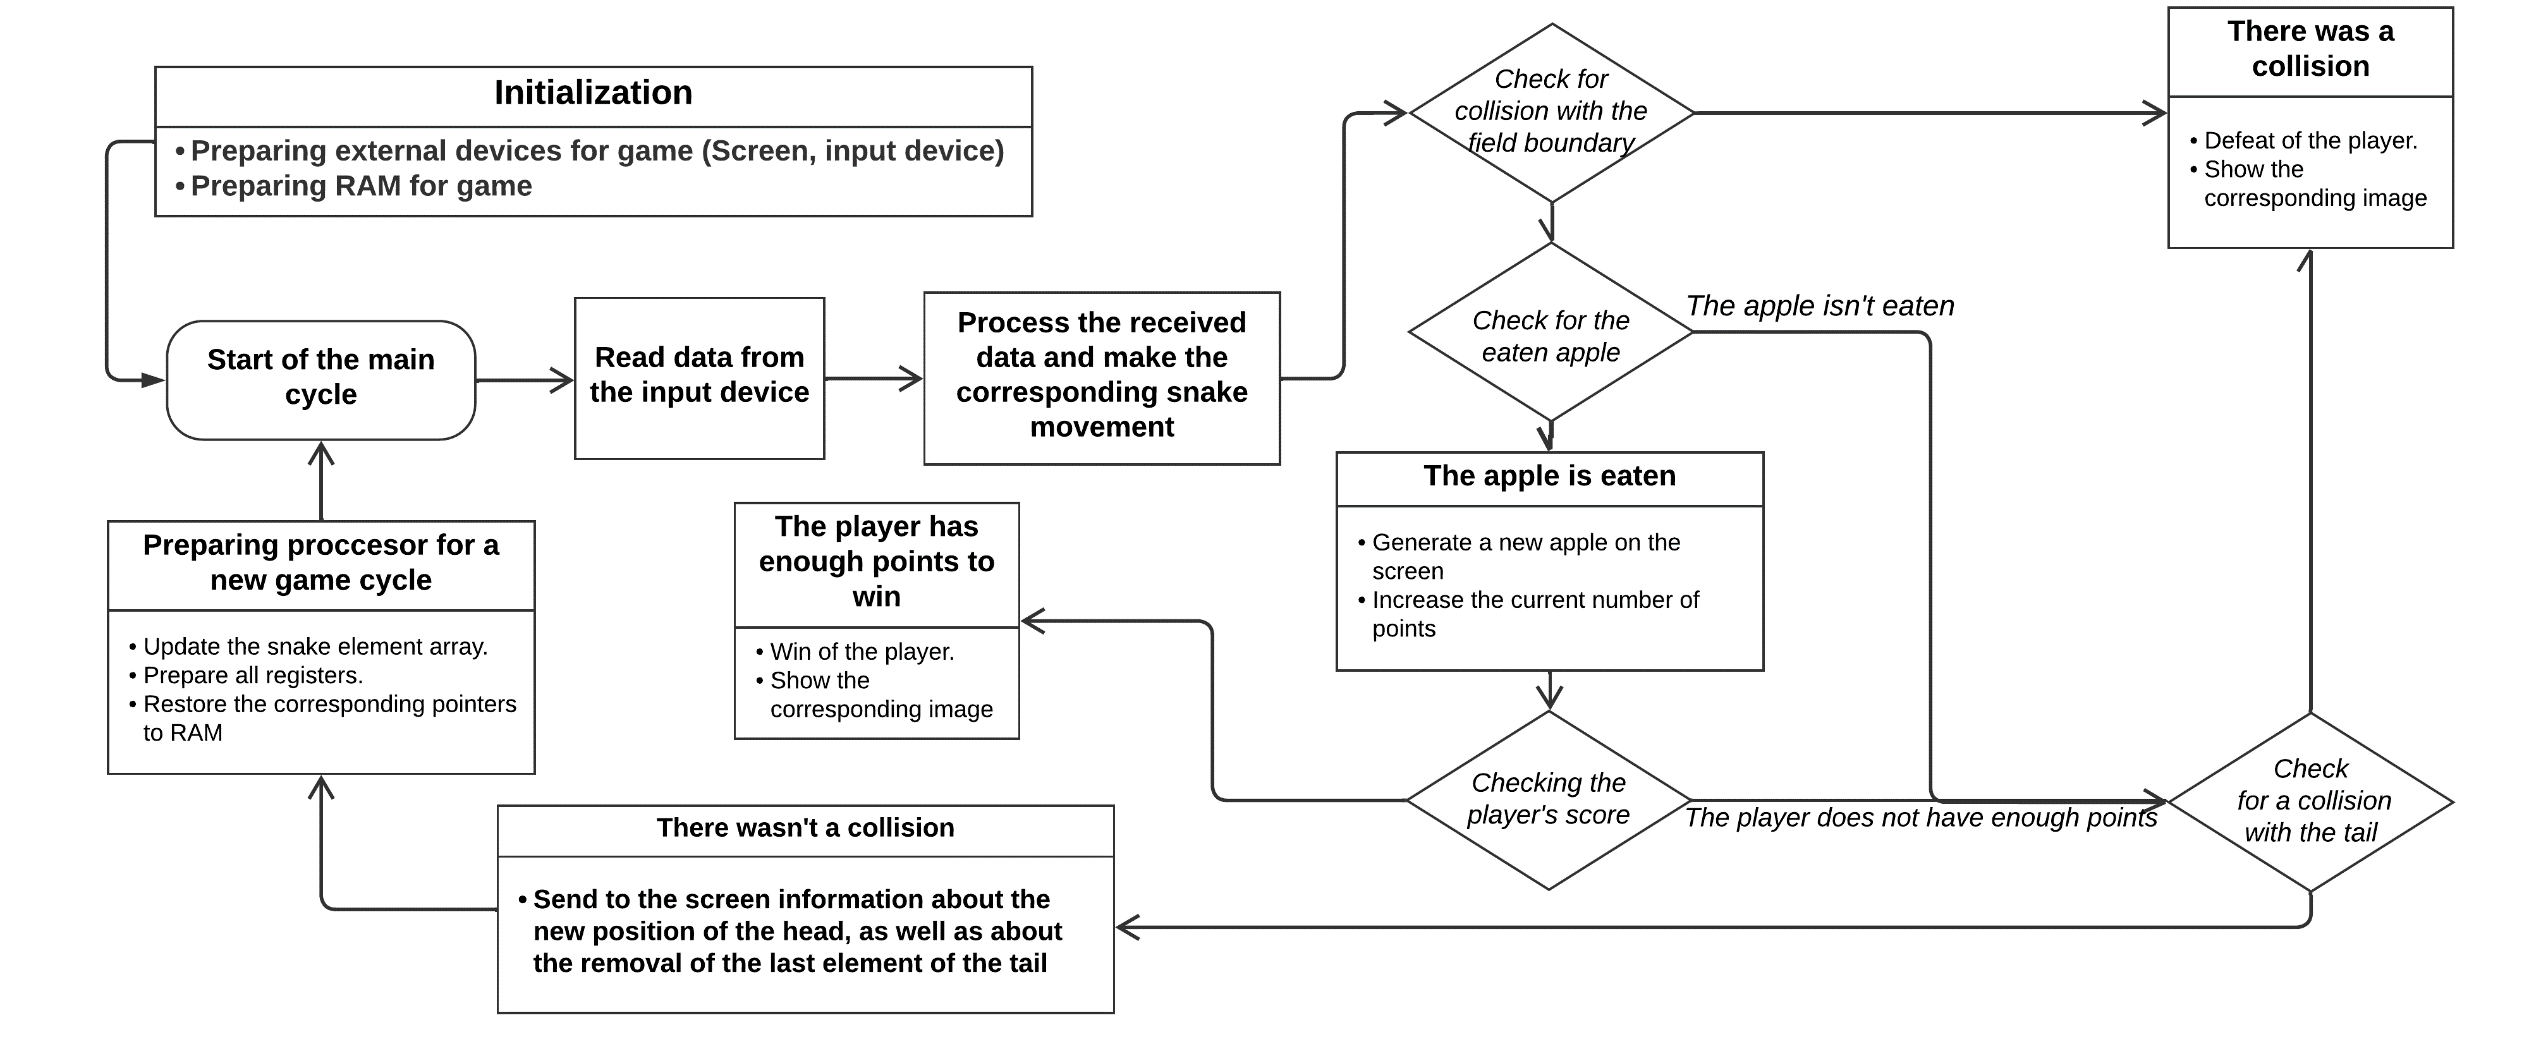 Initialization
• Preparing external devices for game (Screen, input device)
• Preparing RAM for game
Start of the main
cycle
Read data from
the input device
Process the received
data and make the
corresponding snake
movement
Check for
collision with the
field boundary
There was a
collision
• Defeat of the player.
• Show the
corresponding image
Check for the
eaten apple
The apple isn't eaten
The apple is eaten
• Generate a new apple on the
screen
• Increase the current number of
points
Checking the
player's score
The player has
enough points to
win
• Win of the player.
• Show the
corresponding image
The player does not have enough points
Check
for a collision
with the tail
There wasn't a collision
• Send to the screen information about the
new position of the head, as well as about
the removal of the last element of the tail
Preparing proccesor for a
new game cycle
• Update the snake element array.
• Prepare all registers.
• Restore the corresponding pointers
to RAM